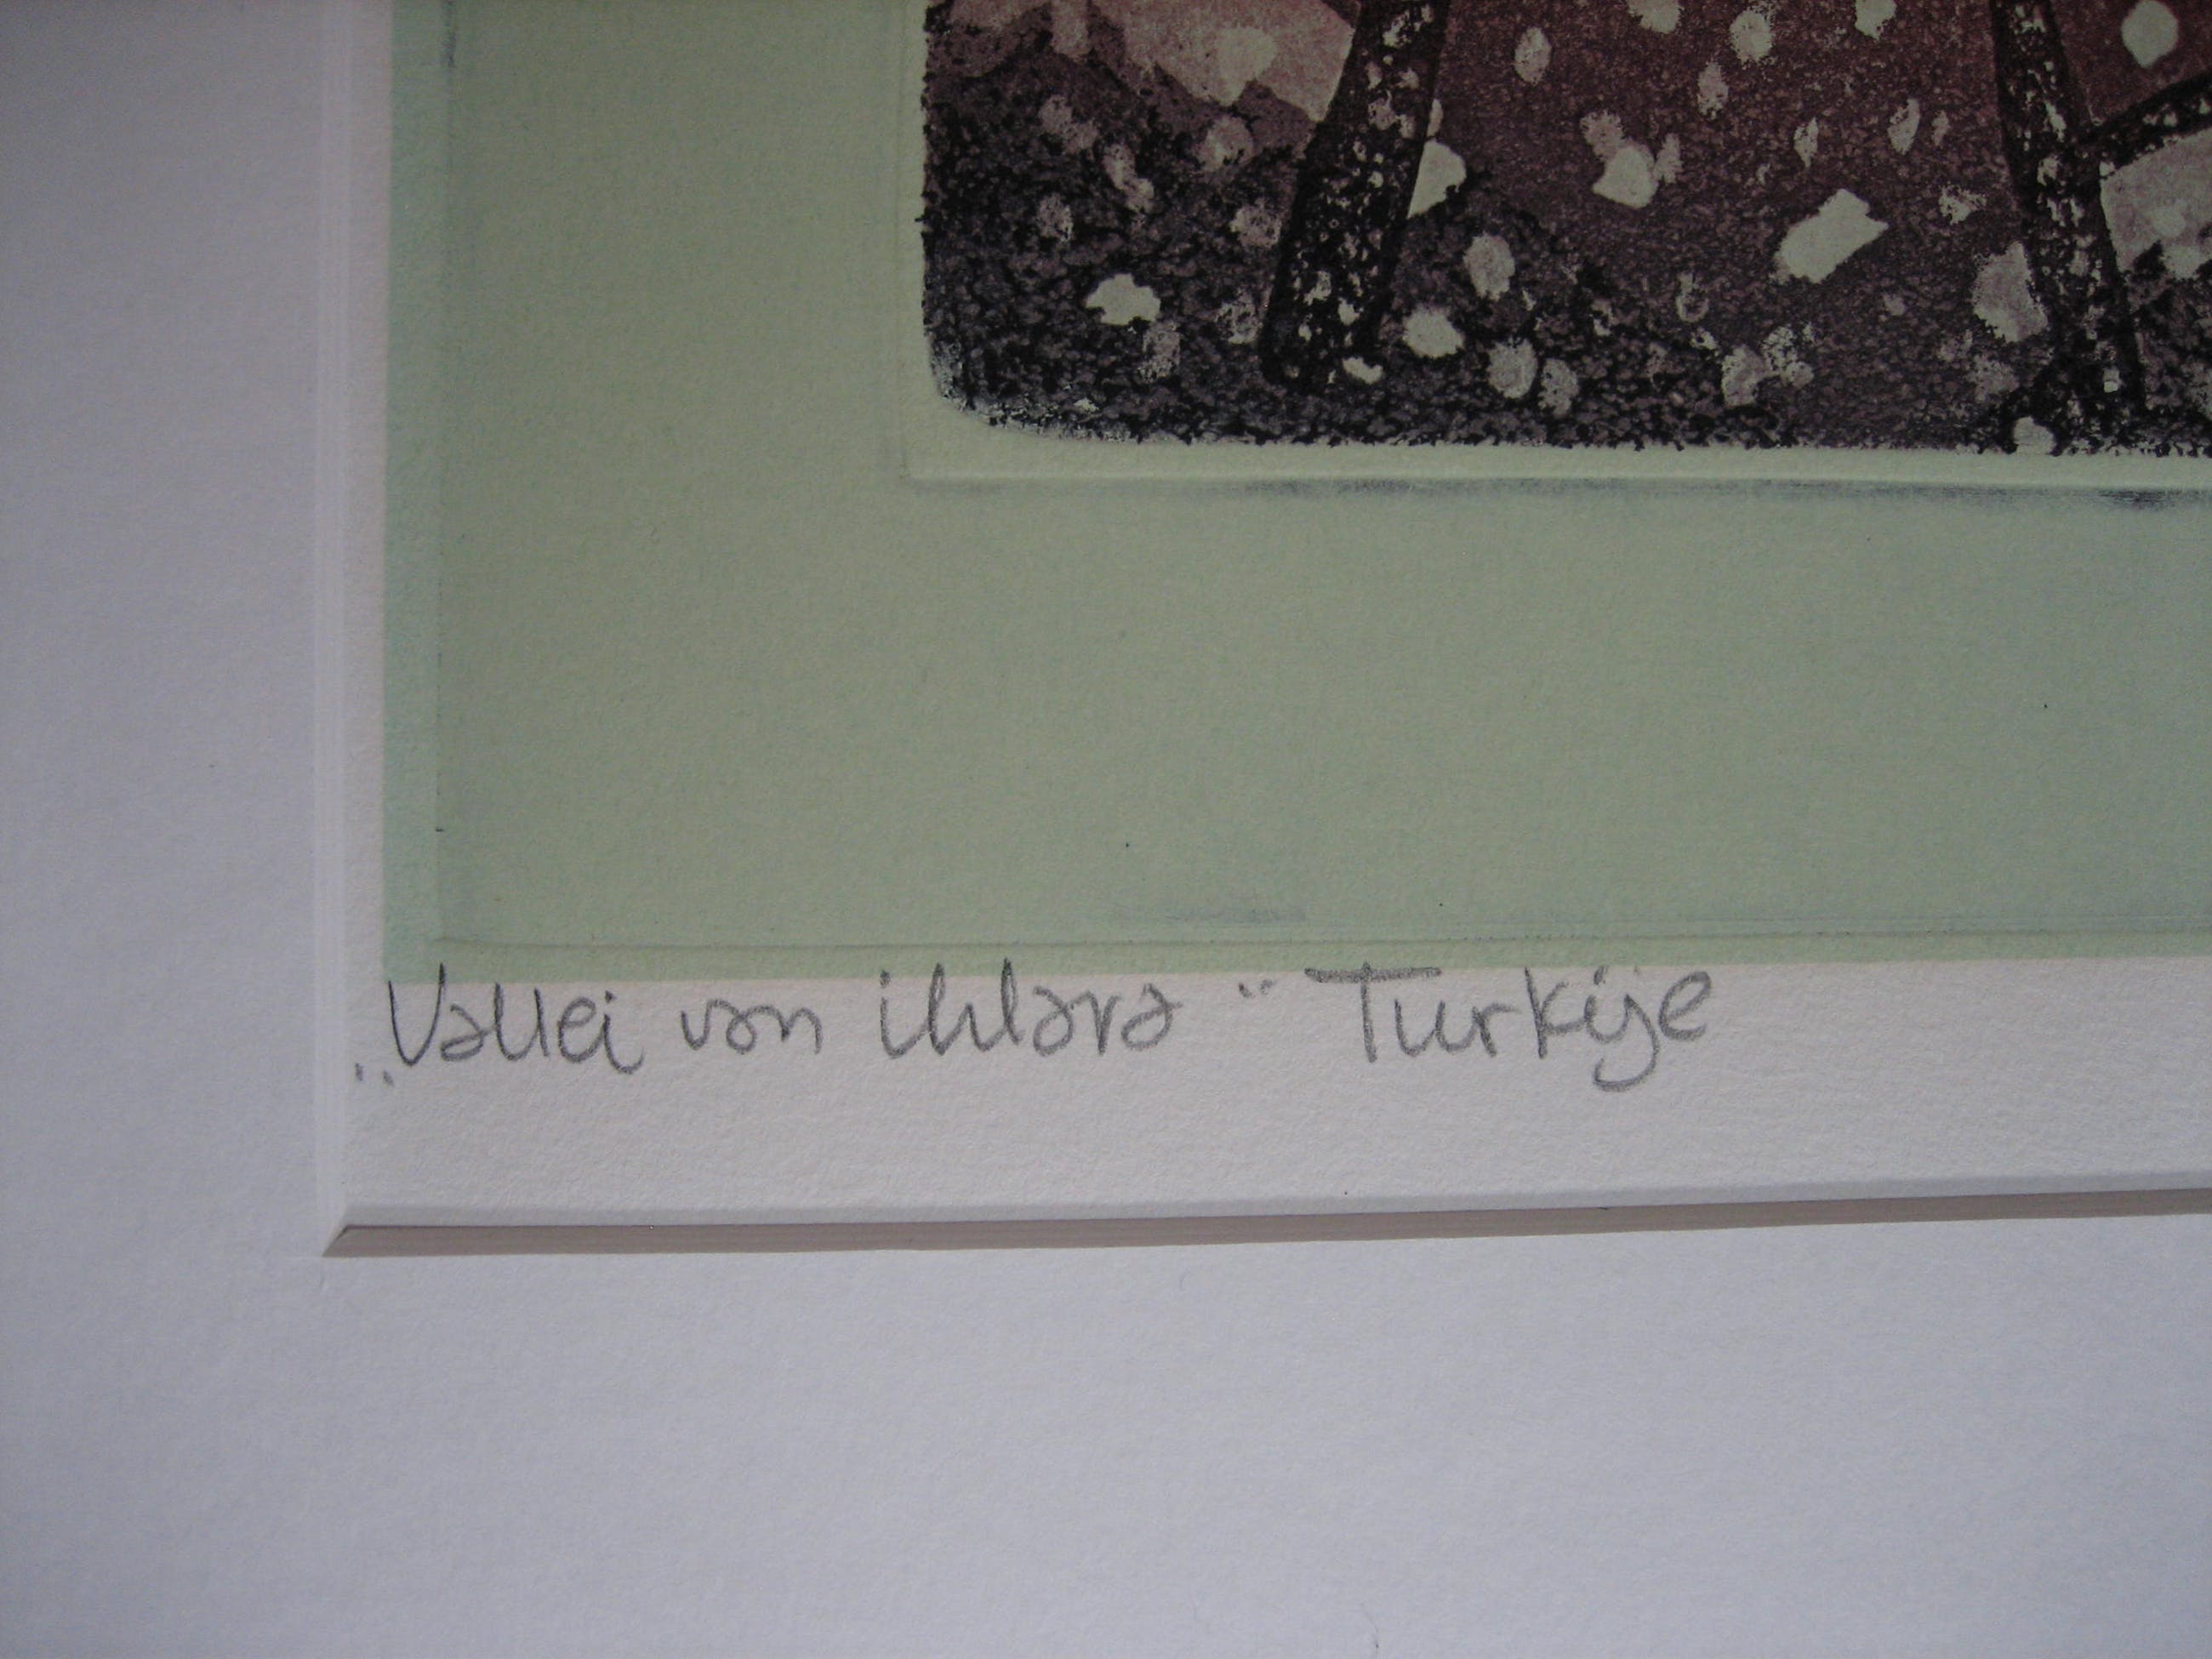 „Vallei van ihlara" Turkije